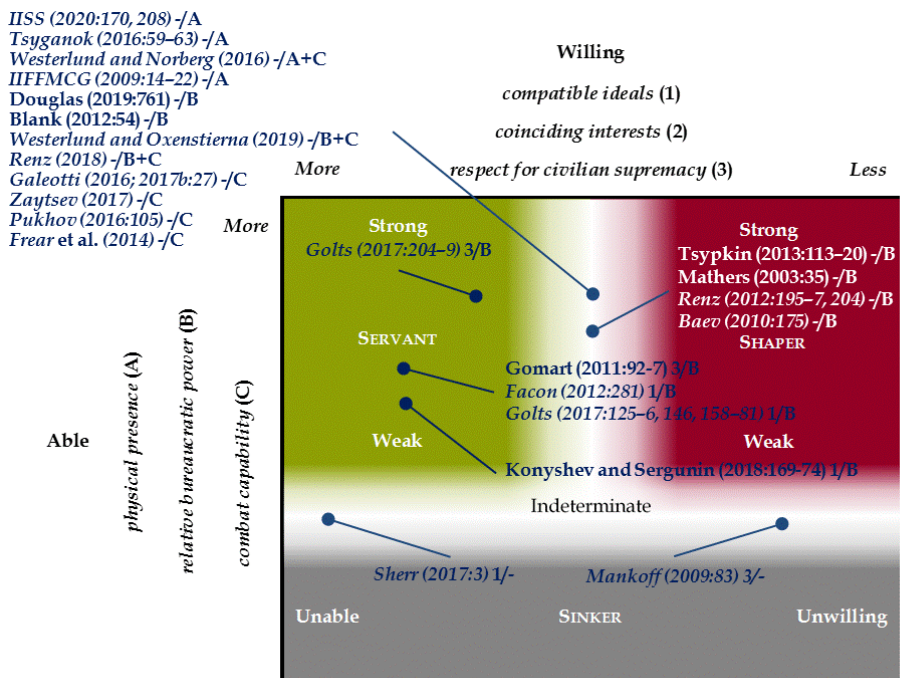 IISS (2020:170, 208) -/A
Tsyganok (2016:59–63) -/A
Westerlund and Norberg (2016) -/A+C
IIFFMCG (2009:14–22) -/A
Douglas (2019:761) -/B
Blank (2012:54) -/B
Westerlund and Oxenstierna (2019) -/B+C
Renz (2018) -/B+C
Galeotti (2016; 2017b:27) -/C
Zaytsev (2017) -/C
Pukhov (2016:105) -/C
Frear et al. (2014) -/C
Willing
compatible ideals (1)
coinciding interests (2)
respect for civilian supremacy (3)
More
Less
More
Able
physical presence (A)
relative bureaucratic power (B)
combat capability (C)
Strong
Golts (2017:204–9) 3/B
SERVANT
Weak
Strong
Tsypkin (2013:113–20) -/B
Mathers (2003:35) -/B
Renz (2012:195–7, 204) -/B
Baev (2010:175) -/B
SHAPER
Weak
Gomart (2011:92-7) 3/B
Facon (2012:281) 1/B
Golts (2017:125–6, 146, 158–81) 1/B
Konyshev and Sergunin (2018:169-74) 1/B
Indeterminate
Sherr (2017:3) 1/-
Mankoff (2009:83) 3/-
Unable
SINKER
Unwilling